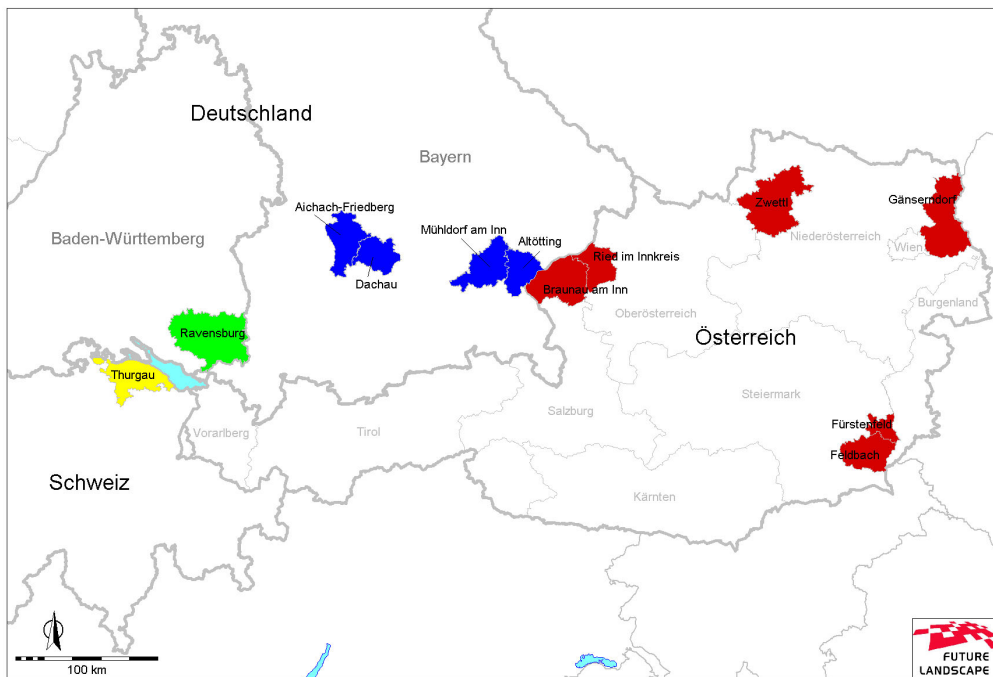 Deutschland
Bayern
Zwettl
Gänserndorf
Aichach-Friedberg
Mühldorf am Inn
Altötting
Niederösterreich
Wien
Baden-Württemberg
Dachau
Ried im Innkreis
Braunau am Inn
Burgenland
Oberösterreich
Ravensburg
Österreich
Thurgau
Steiermark
Salzburg
Fürstenfeld
Vorarlberg
Tirol
Feldbach
Schweiz
Kärnten
100 km
FUTURE
LANDSCAPE